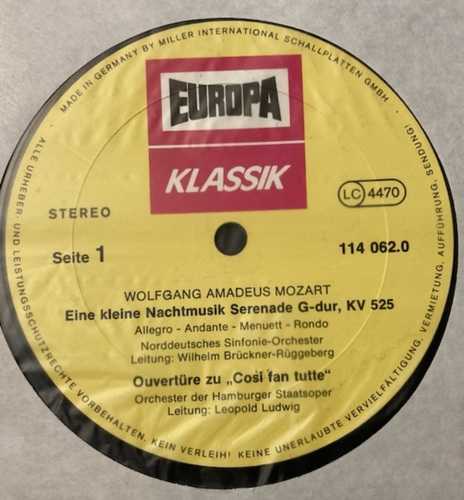 MADE IN GERMANY BY MILLER INTERNATIONAL SCHALLPLATTEN GMBH
EUROPA
KLASSIK
STEREO
LC 4470
Seite 1
114 062.0
WOLFGANG AMADEUS MOZART
Eine kleine Nachtmusik Serenade G-dur, KV 525
Allegro - Andante - Menuett - Rondo
Norddeutsches Sinfonie-Orchester
Leitung: Wilhelm Brückner-Rüggeberg
Ouvertüre zu „Cosi fan tutte“
Orchester der Hamburger Staatsoper
Leitung: Leopold Ludwig
ALLE URHEBER- UND LEISTUNGSSCHUTZRECHTE VORBEHALTEN. KEIN VERLEIH! KEINE UNERLAUBTE VERVIELFÄLTIGUNG, VERMIETUNG, AUFFÜHRUNG, SENDUNG!